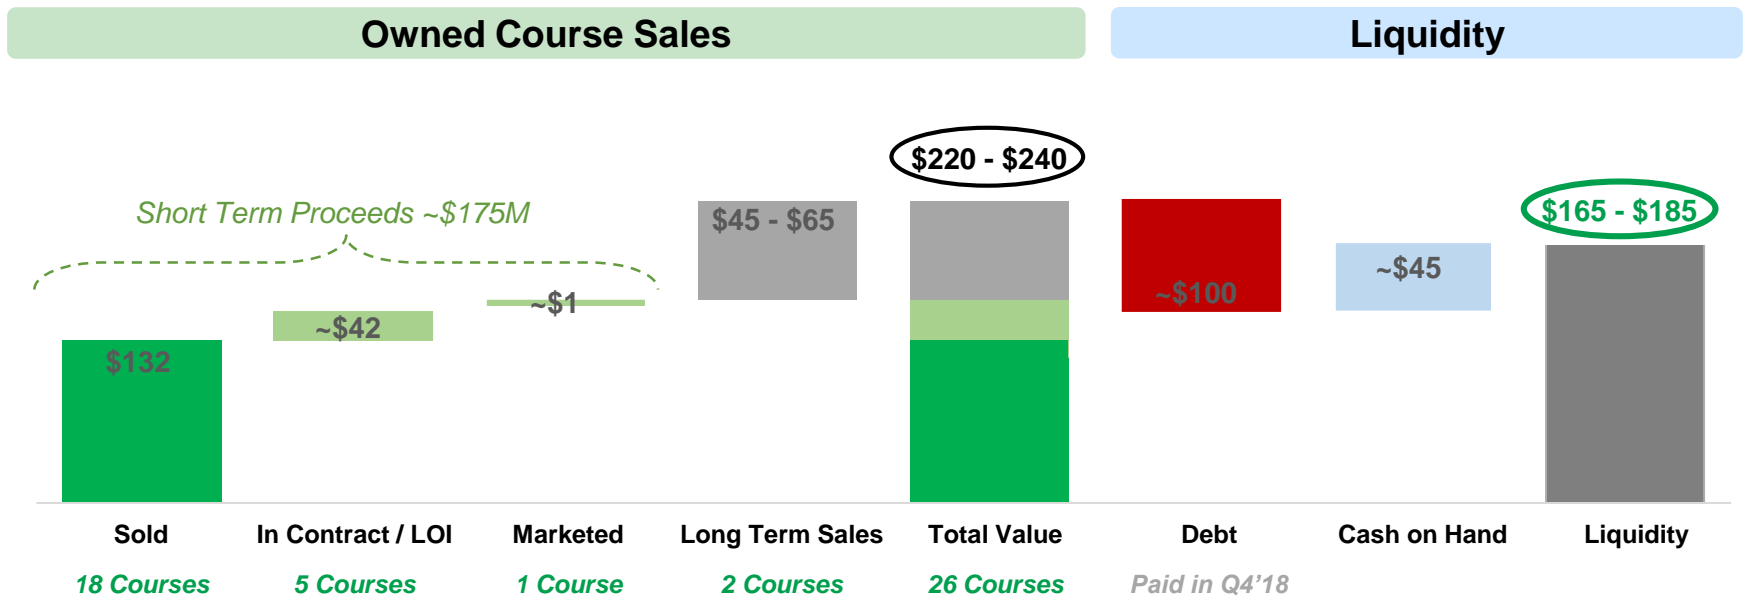 Owned Course Sales
Liquidity
$220 - $240
Short Term Proceeds ~$175M
$45 - $65
$165 - $185
~$45
~$100
~$1
~$42
$132
Sold
In Contract / LOI
Marketed
Long Term Sales
Total Value
Debt
Cash on Hand
Liquidity
18 Courses
5 Courses
1 Course
2 Courses
26 Courses
Paid in Q4’18